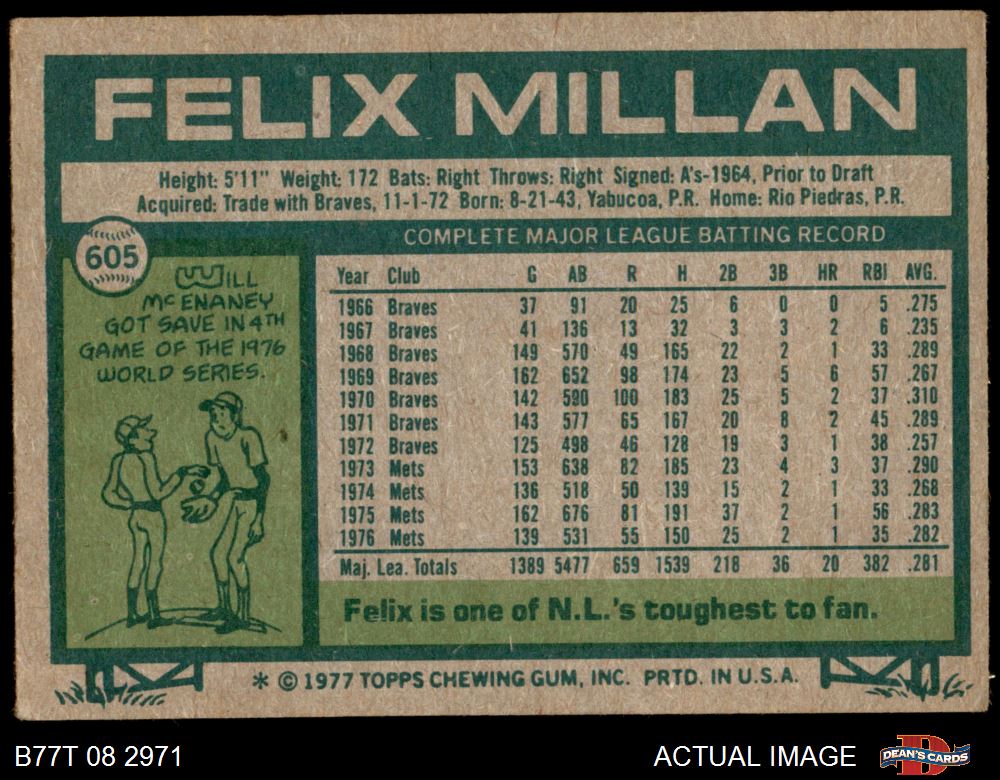 FELIX MILLAN
Height: 5'11" Weight: 172 Bats: Right Throws: Right Signed: A's-1964, Prior to Draft
Acquired: Trade with Braves, 11-1-72 Born: 8-21-43, Yabucoa, P.R. Home: Rio Piedras, P.R.
605
WILL
McENANEY
GOT SAVE IN 4TH
GAME OF THE 1976
WORLD SERIES.
COMPLETE MAJOR LEAGUE BATTING RECORD
Year Club G AB R H 2B 3B HR RBI AVG.
1966 Braves 37 91 20 25 6 0 0 5 .275
1967 Braves 41 136 13 32 3 3 2 6 .235
1968 Braves 149 570 49 165 22 2 1 33 .289
1969 Braves 162 652 98 174 23 5 6 57 .267
1970 Braves 142 590 100 183 25 5 2 37 .310
1971 Braves 143 577 65 167 20 8 2 45 .289
1972 Braves 125 498 46 128 19 3 1 38 .257
1973 Mets 153 638 82 185 23 4 3 37 .290
1974 Mets 136 518 50 139 15 2 1 33 .268
1975 Mets 162 676 81 191 37 2 1 56 .283
1976 Mets 139 531 55 150 25 2 1 35 .282
Maj. Lea. Totals 1389 5477 659 1539 218 36 20 382 .281
Felix is one of N.L.'s toughest to fan.
* © 1977 TOPPS CHEWING GUM, INC. PRTD. IN U.S.A.
B77T 08 2971
ACTUAL IMAGE
D
DEAN'S CARDS